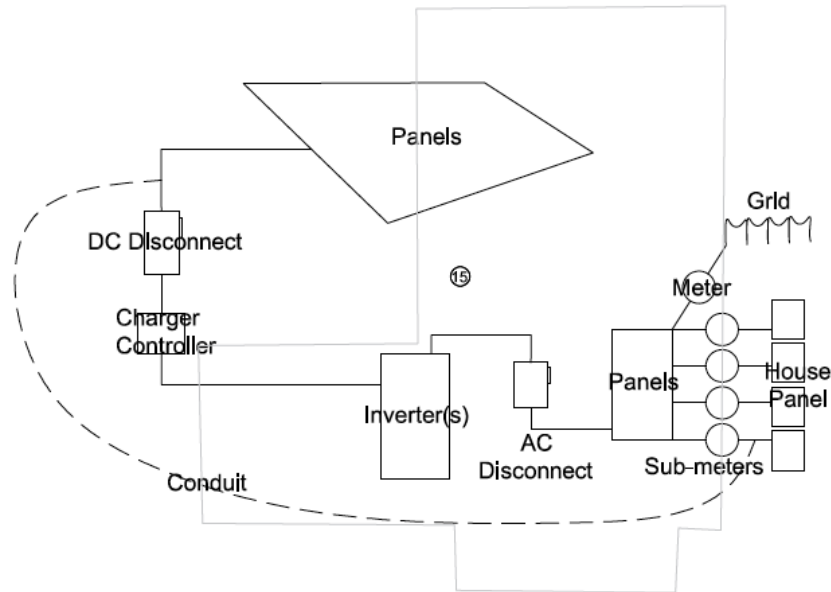 Panels
Grid
DC Disconnect
15
Meter
Charger
Controller
Panels
House
Panel
Inverter(s)
AC
Disconnect
Sub-meters
Conduit